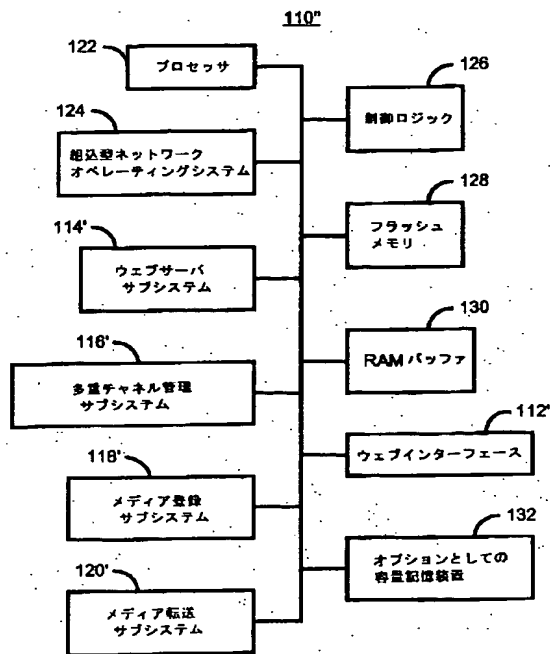 110"
122
プロセッサ
124
組込型ネットワーク
オペレーティングシステム
114'
ウェブサーバ
サブシステム
116'
多重チャネル管理
サブシステム
118'
メディア登録
サブシステム
120'
メディア転送
サブシステム
126
制御ロジック
128
フラッシュ
メモリ
130
RAMバッファ
112'
ウェブインターフェース
132
オプションとしての
容量記憶装置